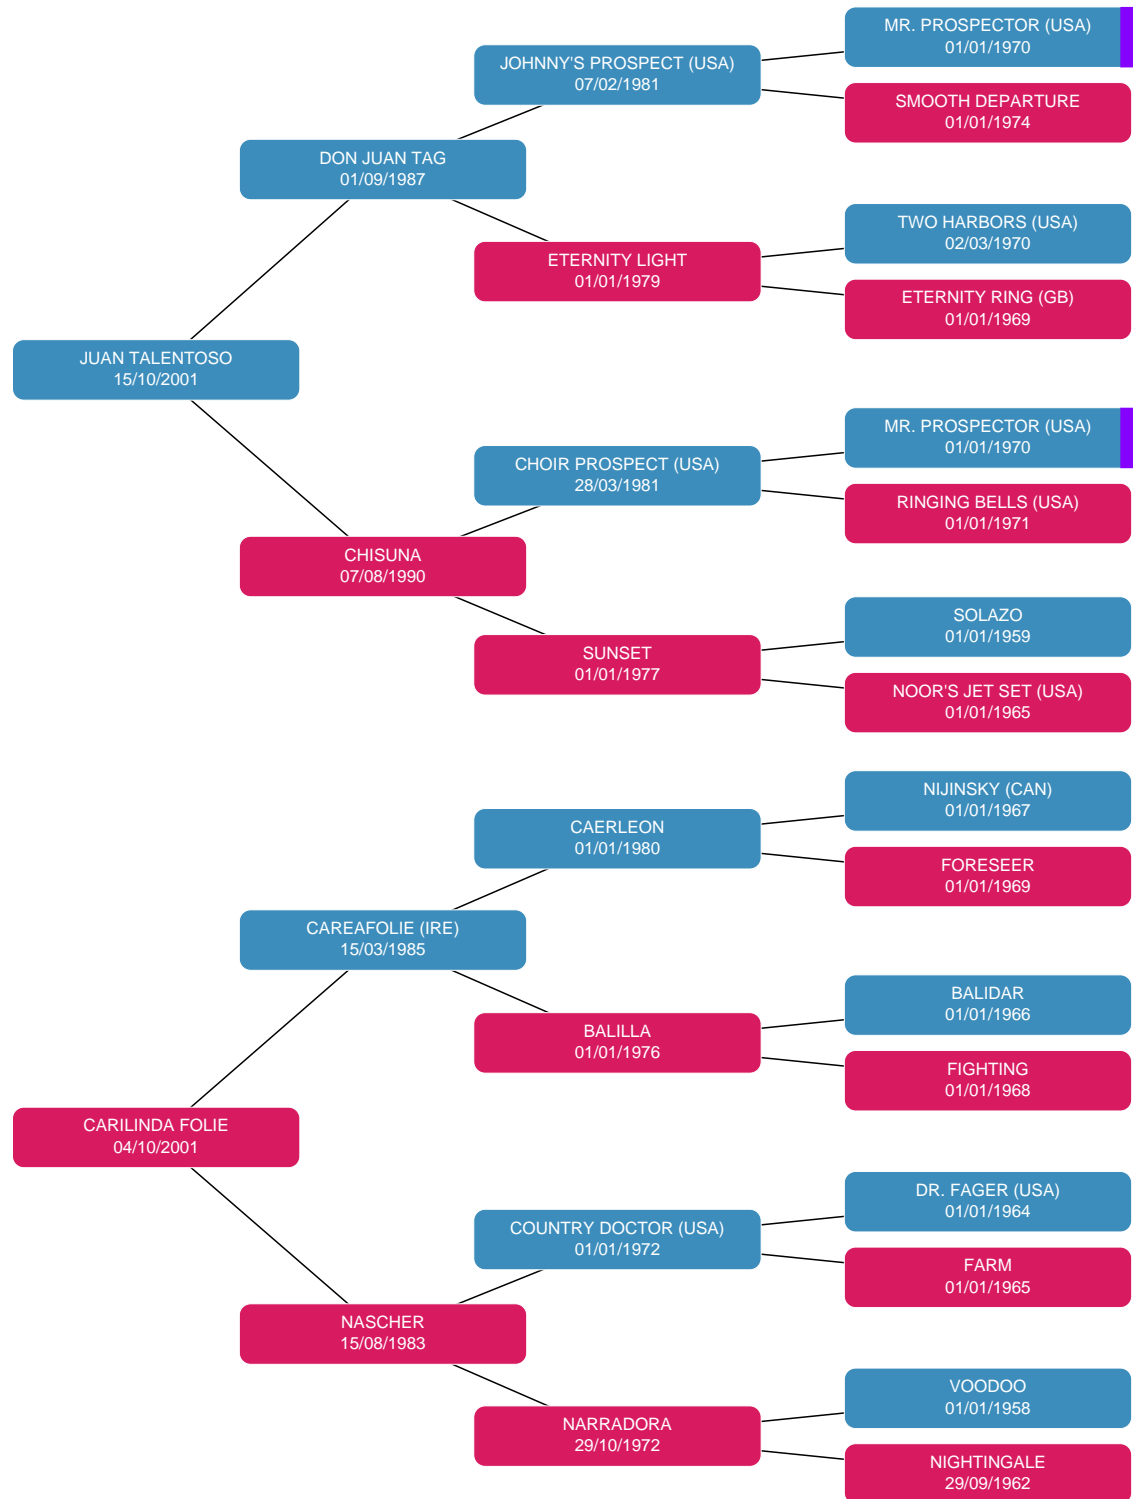 MR. PROSPECTOR (USA)
01/01/1970
JOHNNY'S PROSPECT (USA)
07/02/1981
SMOOTH DEPARTURE
01/01/1974
DON JUAN TAG
01/09/1987
TWO HARBORS (USA)
02/03/1970
ETERNITY LIGHT
01/01/1979
ETERNITY RING (GB)
01/01/1969
JUAN TALENTOSO
15/10/2001
MR. PROSPECTOR (USA)
01/01/1970
CHOIR PROSPECT (USA)
28/03/1981
RINGING BELLS (USA)
01/01/1971
CHISUNA
07/08/1990
SOLAZO
01/01/1959
SUNSET
01/01/1977
NOOR'S JET SET (USA)
01/01/1965
NIJINSKY (CAN)
01/01/1967
CAERLEON
01/01/1980
FORESEER
01/01/1969
CAREAFOLIE (IRE)
15/03/1985
BALIDAR
01/01/1966
BALILLA
01/01/1976
FIGHTING
01/01/1968
CARILINDA FOLIE
04/10/2001
DR. FAGER (USA)
01/01/1964
COUNTRY DOCTOR (USA)
01/01/1972
FARM
01/01/1965
NASCHER
15/08/1983
VOODOO
01/01/1958
NARRADORA
29/10/1972
NIGHTINGALE
29/09/1962